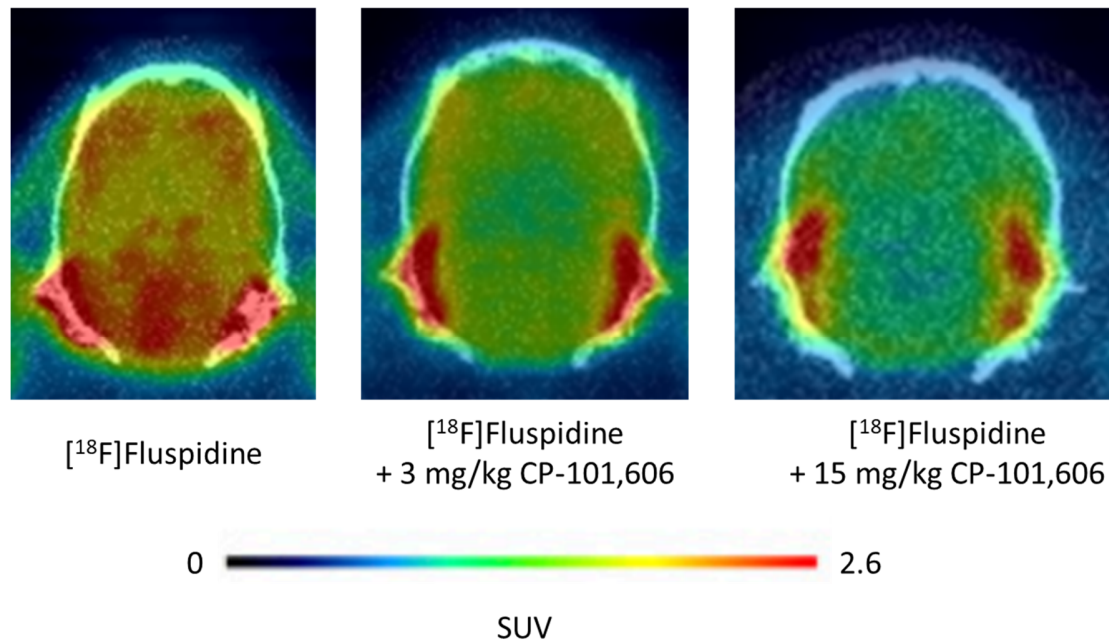 [¹⁸F]Fluspidine
[¹⁸F]Fluspidine
+ 3 mg/kg CP-101,606
[¹⁸F]Fluspidine
+ 15 mg/kg CP-101,606
0
2.6
SUV